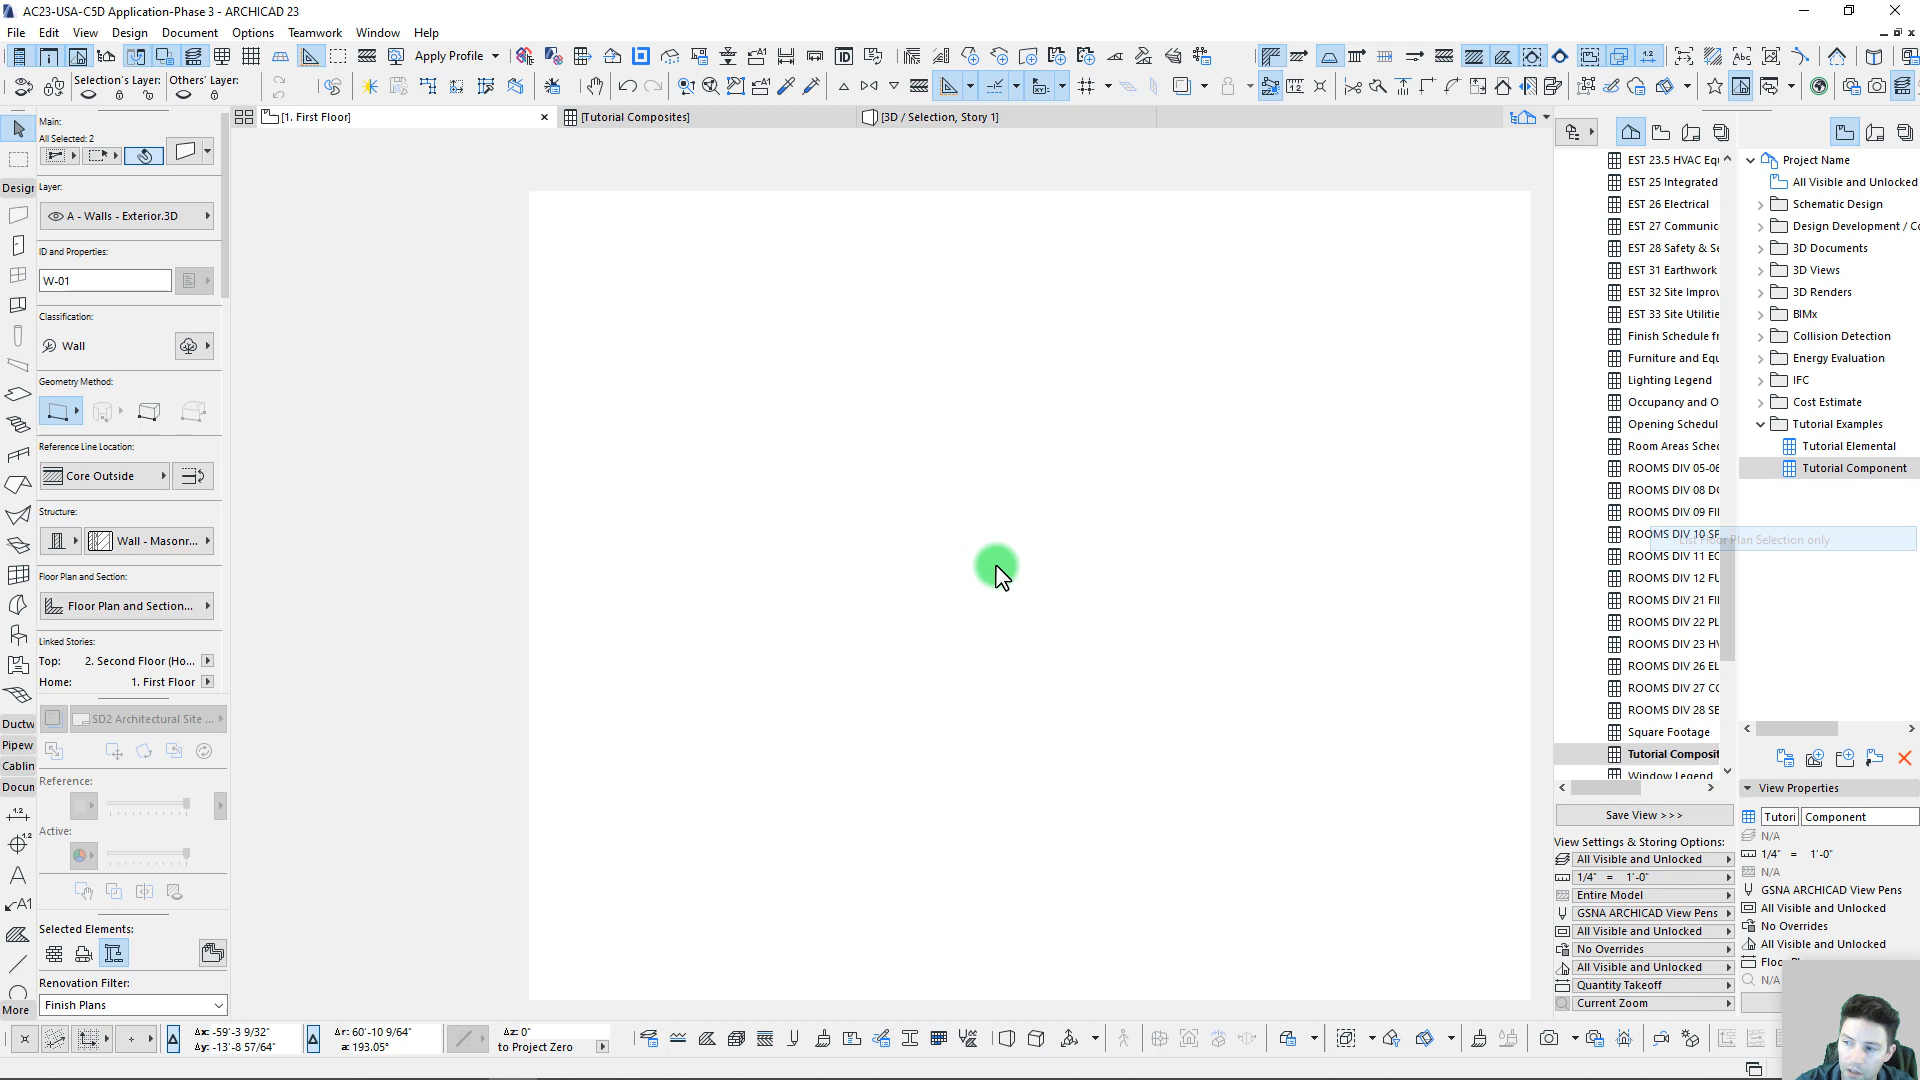 AC23-USA-C5D Application-Phase 3 - ARCHICAD 23
File Edit View Design Document Options Teamwork Window Help
Apply Profile
Selection's Layer: Others' Layer:
[1. First Floor]
[Tutorial Composites]
[3D / Selection, Story 1]
Main:
All Selected: 2
Design
Layer:
A - Walls - Exterior.3D
ID and Properties:
W-01
Classification:
Wall
Geometry Method:
Reference Line Location:
Core Outside
Structure:
Wall - Masonr...
Floor Plan and Section:
Floor Plan and Section...
Linked Stories:
Top: 2. Second Floor (Ho...
Home: 1. First Floor
SD2 Architectural Site ...
Ductw
Pipew
Cablin
Docum
Reference:
Active:
Selected Elements:
Renovation Filter:
Finish Plans
More
EST 23.5 HVAC Eq
EST 25 Integrated
EST 26 Electrical
EST 27 Communic
EST 28 Safety & Se
EST 31 Earthwork
EST 32 Site Improv
EST 33 Site Utilitie
Finish Schedule fr
Furniture and Equ
Lighting Legend
Occupancy and O
Opening Schedul
Room Areas Sched
ROOMS DIV 05-06
ROOMS DIV 08 DO
ROOMS DIV 09 FII
ROOMS DIV 10 SP
ROOMS DIV 11 EC
ROOMS DIV 12 FU
ROOMS DIV 21 FII
ROOMS DIV 22 PL
ROOMS DIV 23 HV
ROOMS DIV 26 EL
ROOMS DIV 27 CC
ROOMS DIV 28 SE
Square Footage
Tutorial Composit
Window Legend
Save View >>>
View Settings & Storing Options:
All Visible and Unlocked
1/4" = 1'-0"
Entire Model
GSNA ARCHICAD View Pens
All Visible and Unlocked
No Overrides
All Visible and Unlocked
Quantity Takeoff
Current Zoom
Project Name
All Visible and Unlocked
Schematic Design
Design Development / Co
3D Documents
3D Views
3D Renders
BIMx
Collision Detection
Energy Evaluation
IFC
Cost Estimate
Tutorial Examples
Tutorial Elemental
Tutorial Component
List Floor Plan Selection only
View Properties
Tutori Component
N/A
1/4" = 1'-0"
N/A
GSNA ARCHICAD View Pens
All Visible and Unlocked
No Overrides
All Visible and Unlocked
N/A
Δx: -59'-3 9/32"
Δy: -13'-8 57/64"
Δr: 60'-10 9/64"
a: 193.05°
Δz: 0"
to Project Zero